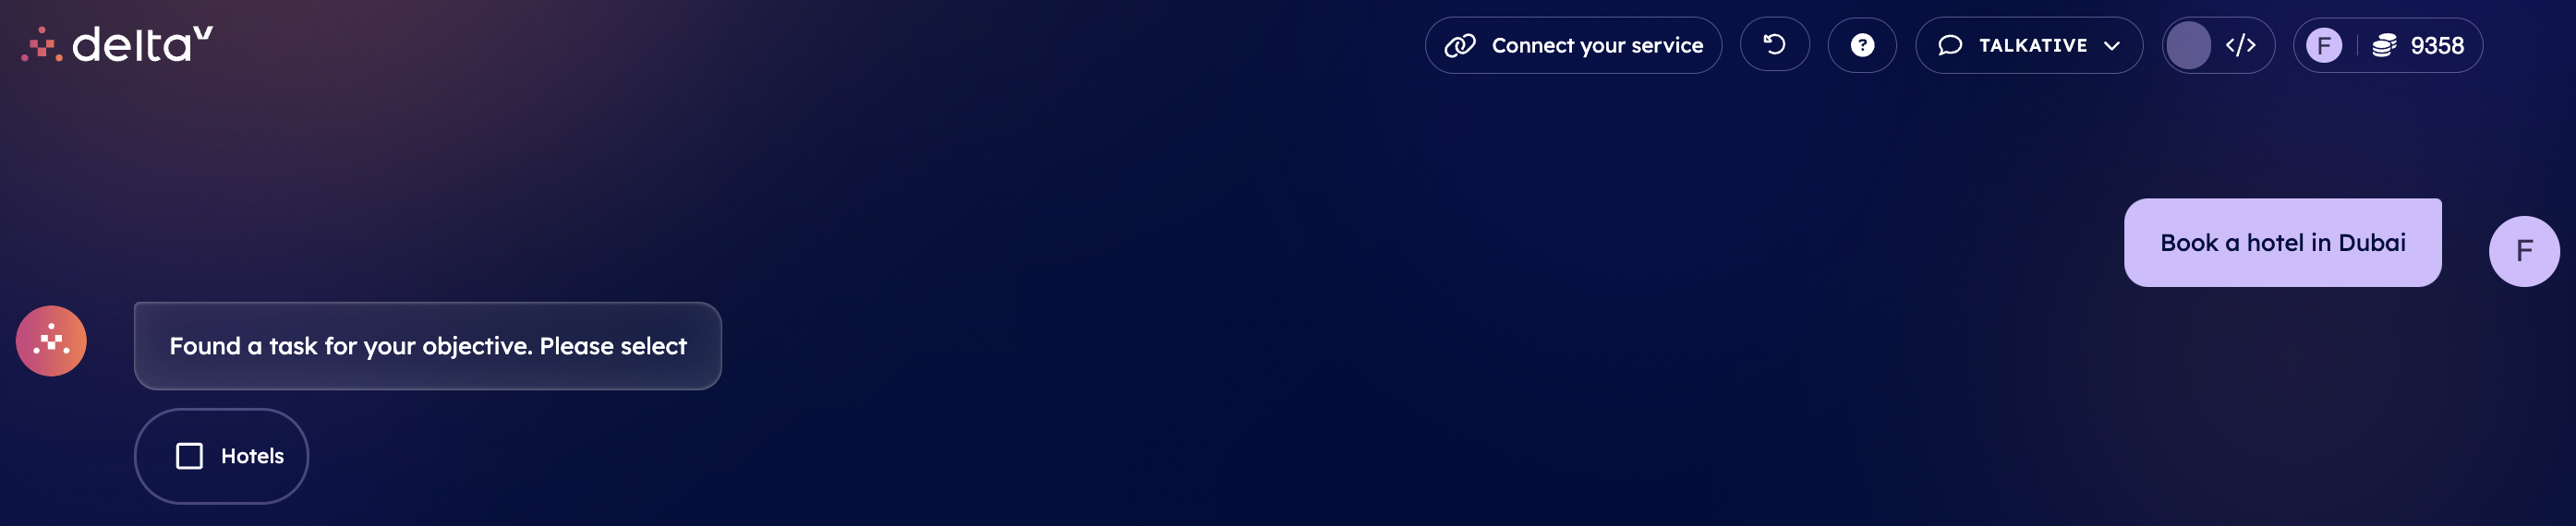 deltaV
Connect your service
?
TALKATIVE
</>
F
9358
Book a hotel in Dubai
F
Found a task for your objective. Please select
Hotels